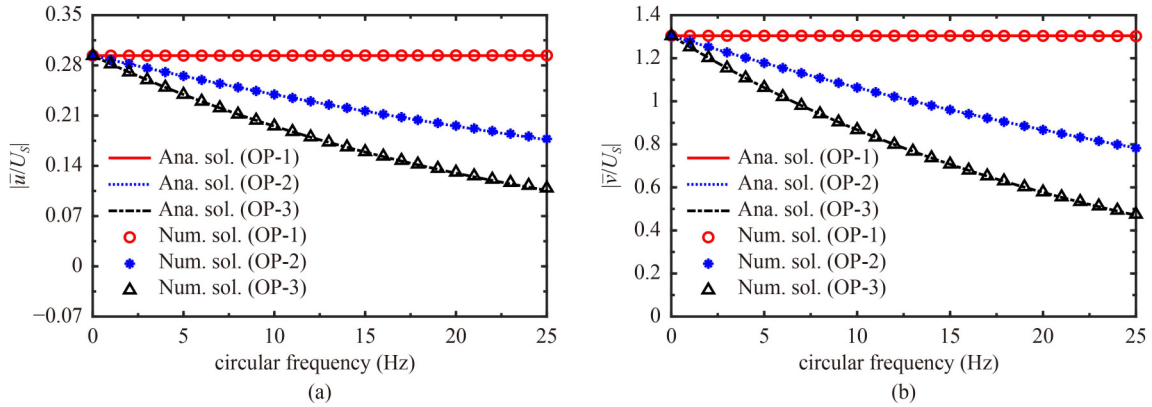 0.35
0.28
0.21
0.14
0.07
0
−0.07
|ū/U_S|
Ana. sol. (OP-1)
Ana. sol. (OP-2)
Ana. sol. (OP-3)
Num. sol. (OP-1)
Num. sol. (OP-2)
Num. sol. (OP-3)
0 5 10 15 20 25
circular frequency (Hz)
(a)
1.4
1.2
1
0.8
0.6
0.4
0.2
0
|v̄/U_S|
Ana. sol. (OP-1)
Ana. sol. (OP-2)
Ana. sol. (OP-3)
Num. sol. (OP-1)
Num. sol. (OP-2)
Num. sol. (OP-3)
0 5 10 15 20 25
circular frequency (Hz)
(b)